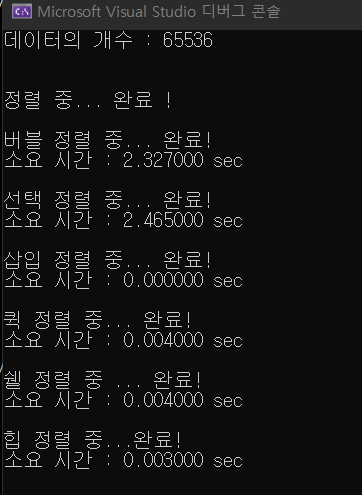 Microsoft Visual Studio 디버그 콘솔
데이터의 개수 : 65536
정렬 중... 완료 !
버블 정렬 중... 완료!
소요 시간 : 2.327000 sec
선택 정렬 중... 완료!
소요 시간 : 2.465000 sec
삽입 정렬 중... 완료!
소요 시간 : 0.000000 sec
퀵 정렬 중... 완료!
소요 시간 : 0.004000 sec
쉘 정렬 중 ... 완료!
소요 시간 : 0.004000 sec
힙 정렬 중...완료!
소요 시간 : 0.003000 sec